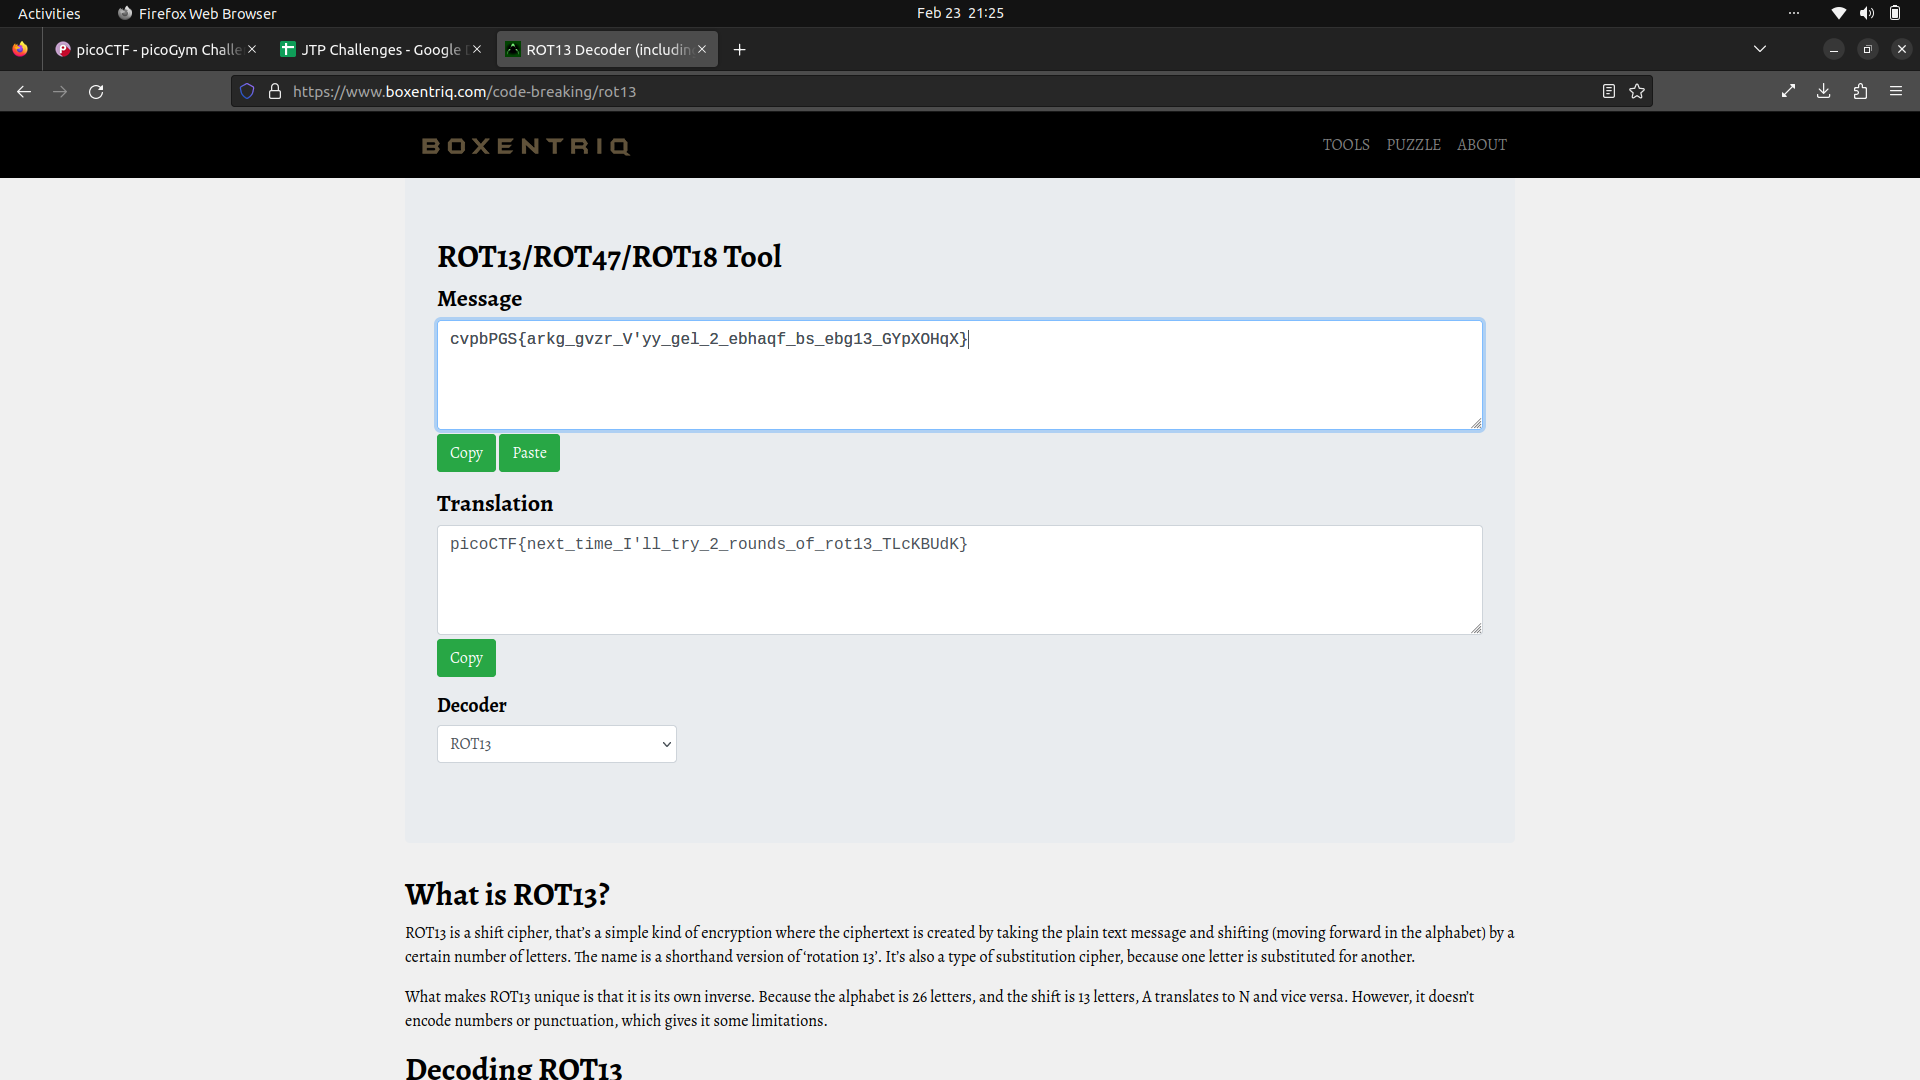 Activities
Firefox Web Browser
Feb 23 21:25
picoCTF - picoGym Challe
JTP Challenges - Google
ROT13 Decoder (includin
https://www.boxentriq.com/code-breaking/rot13
BOXENTRIQ
TOOLS
PUZZLE
ABOUT
ROT13/ROT47/ROT18 Tool
Message
cvpbPGS{arkg_gvzr_V'yy_gel_2_ebhaqf_bs_ebg13_GYpXOHqX}
Copy
Paste
Translation
picoCTF{next_time_I'll_try_2_rounds_of_rot13_TLcKBUdK}
Copy
Decoder
ROT13
What is ROT13?
ROT13 is a shift cipher, that’s a simple kind of encryption where the ciphertext is created by taking the plain text message and shifting (moving forward in the alphabet) by a
certain number of letters. The name is a shorthand version of ‘rotation 13’. It’s also a type of substitution cipher, because one letter is substituted for another.
What makes ROT13 unique is that it is its own inverse. Because the alphabet is 26 letters, and the shift is 13 letters, A translates to N and vice versa. However, it doesn’t
encode numbers or punctuation, which gives it some limitations.
Decoding ROT13